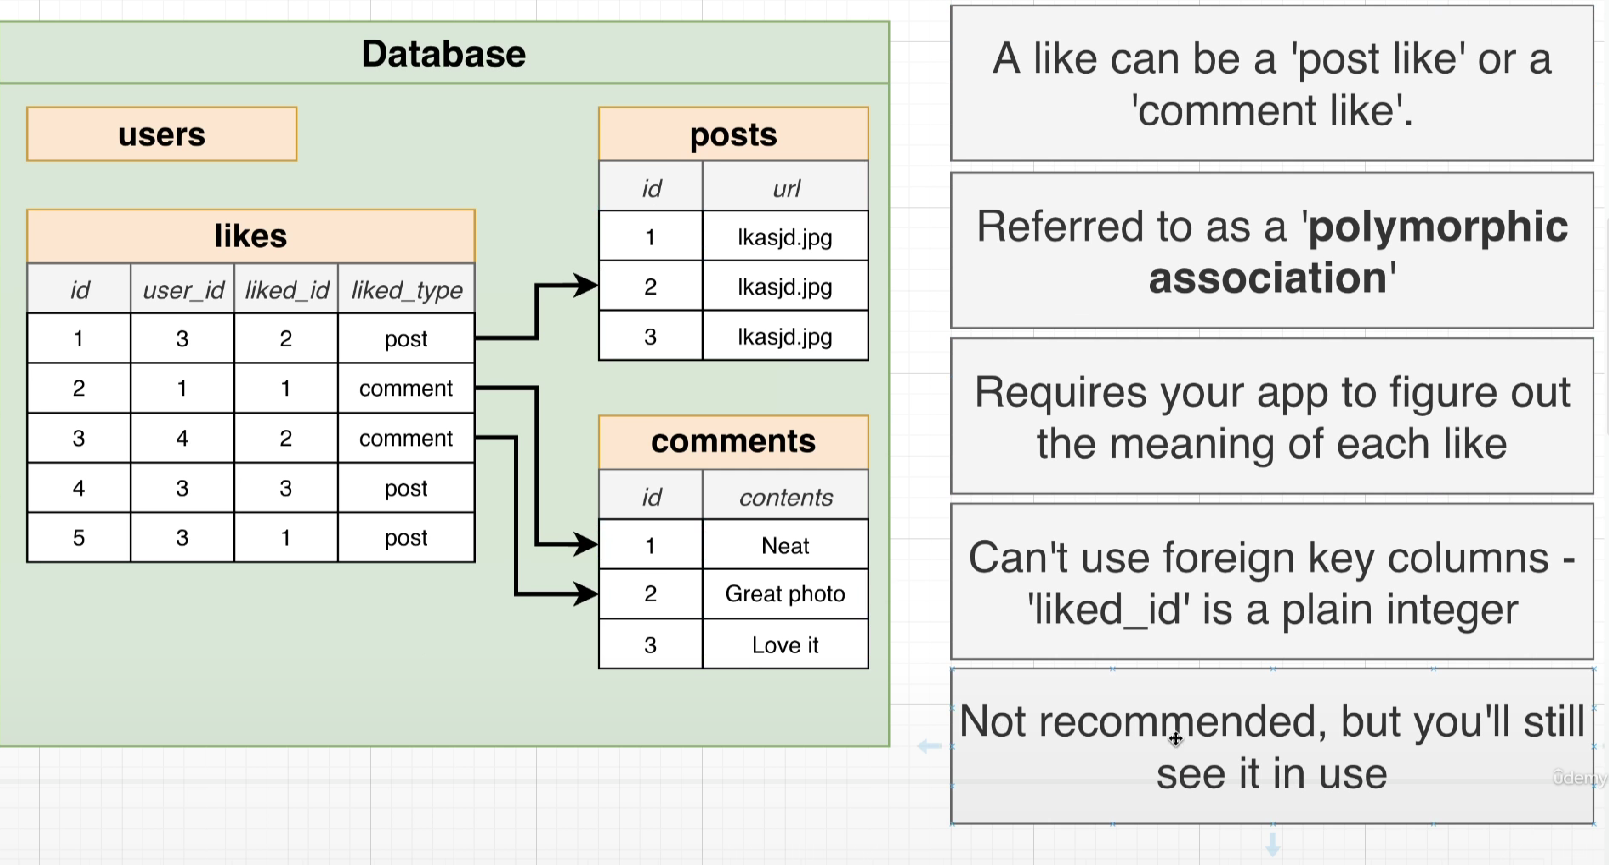 Database
users
likes
id user_id liked_id liked_type
1 3 2 post
2 1 1 comment
3 4 2 comment
4 3 3 post
5 3 1 post
posts
id url
1 lkasjd.jpg
2 lkasjd.jpg
3 lkasjd.jpg
comments
id contents
1 Neat
2 Great photo
3 Love it
A like can be a 'post like' or a
'comment like'.
Referred to as a 'polymorphic
association'
Requires your app to figure out
the meaning of each like
Can't use foreign key columns -
'liked_id' is a plain integer
Not recommended, but you'll still
see it in use
ûdemy